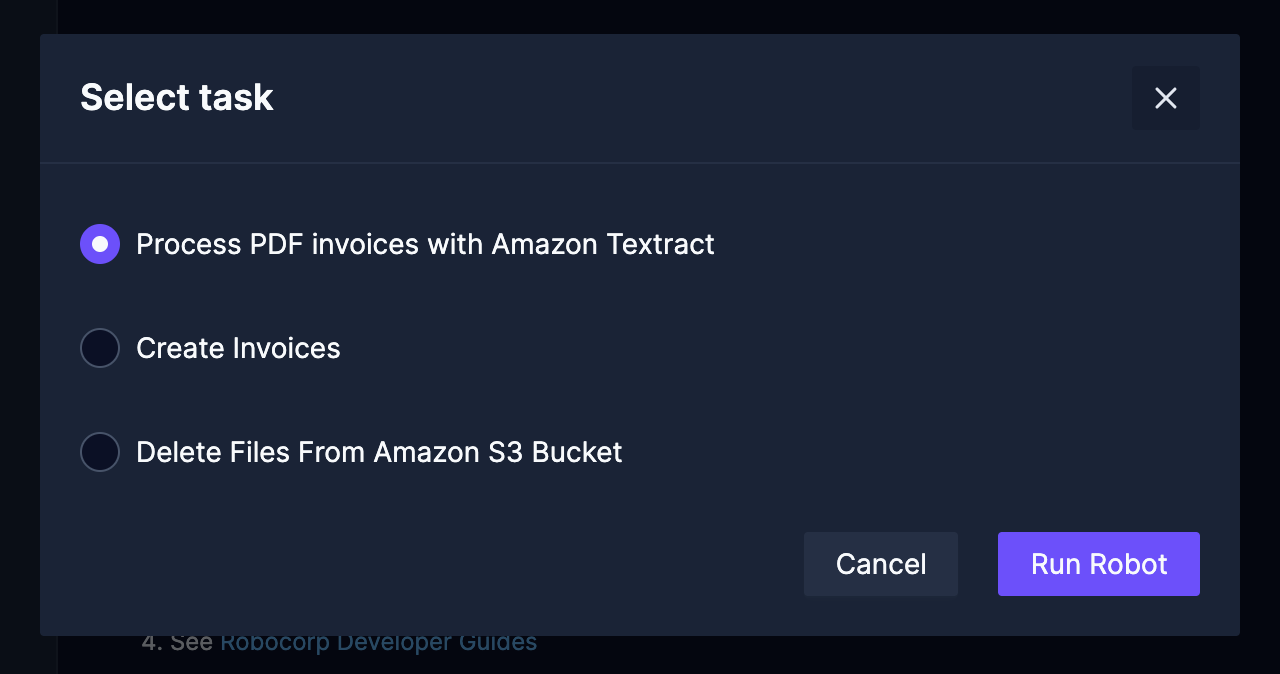 Select task
Process PDF invoices with Amazon Textract
Create Invoices
Delete Files From Amazon S3 Bucket
Cancel
Run Robot
4. See Robocorp Developer Guides